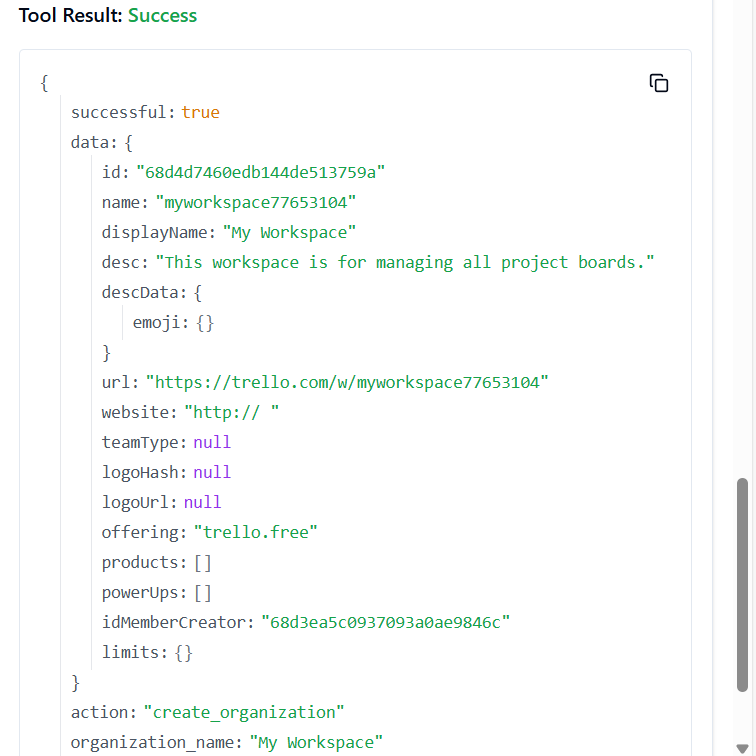 Tool Result: Success
{
successful: true
data: {
id: "68d4d7460edb144de513759a"
name: "myworkspace77653104"
displayName: "My Workspace"
desc: "This workspace is for managing all project boards."
descData: {
emoji: {}
}
url: "https://trello.com/w/myworkspace77653104"
website: "http:// "
teamType: null
logoHash: null
logoUrl: null
offering: "trello.free"
products: []
powerUps: []
idMemberCreator: "68d3ea5c0937093a0ae9846c"
limits: {}
}
action: "create_organization"
organization_name: "My Workspace"